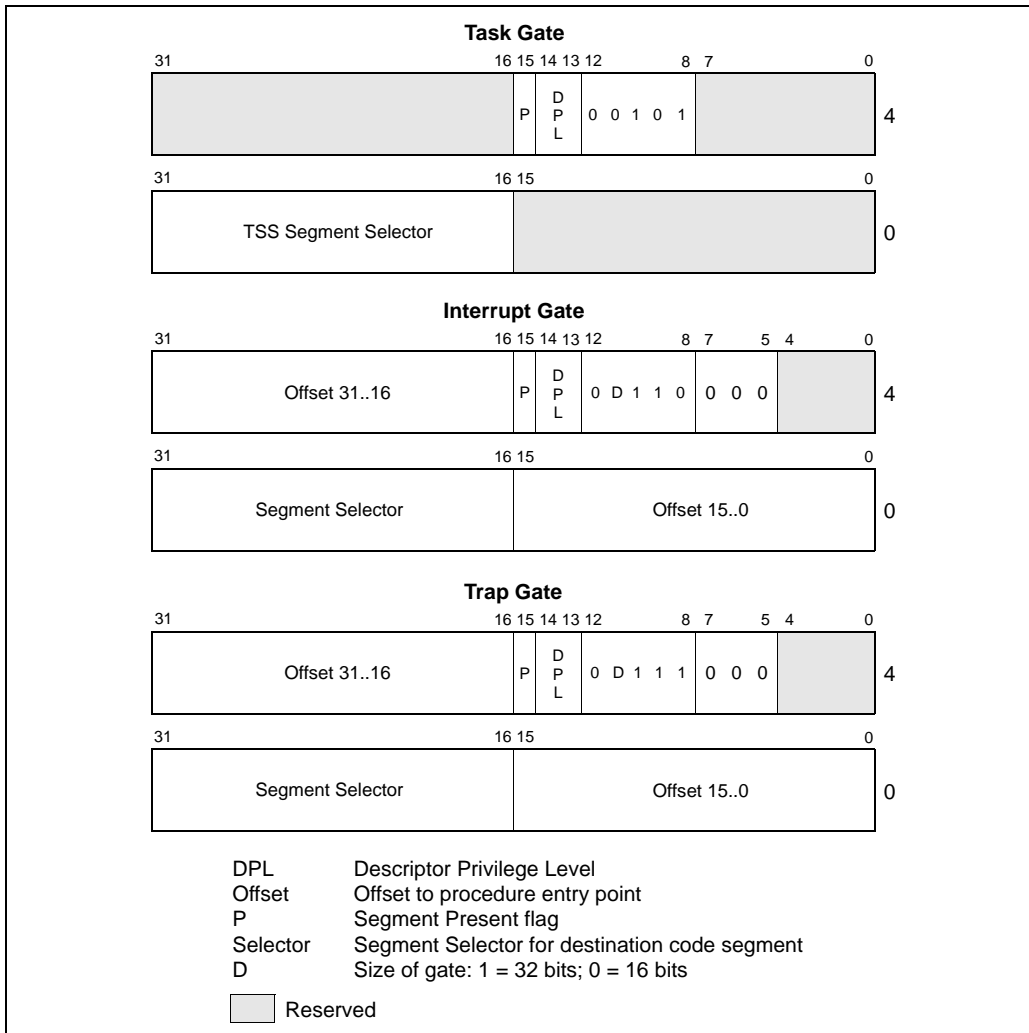 Task Gate
31 16 15 14 13 12 8 7 0
P D P L 0 0 1 0 1 4
31 16 15 0
TSS Segment Selector 0
Interrupt Gate
31 16 15 14 13 12 8 7 5 4 0
Offset 31..16 P D P L 0 D 1 1 0 0 0 0 4
31 16 15 0
Segment Selector Offset 15..0 0
Trap Gate
31 16 15 14 13 12 8 7 5 4 0
Offset 31..16 P D P L 0 D 1 1 1 0 0 0 4
31 16 15 0
Segment Selector Offset 15..0 0
DPL Descriptor Privilege Level
Offset Offset to procedure entry point
P Segment Present flag
Selector Segment Selector for destination code segment
D Size of gate: 1 = 32 bits; 0 = 16 bits
Reserved